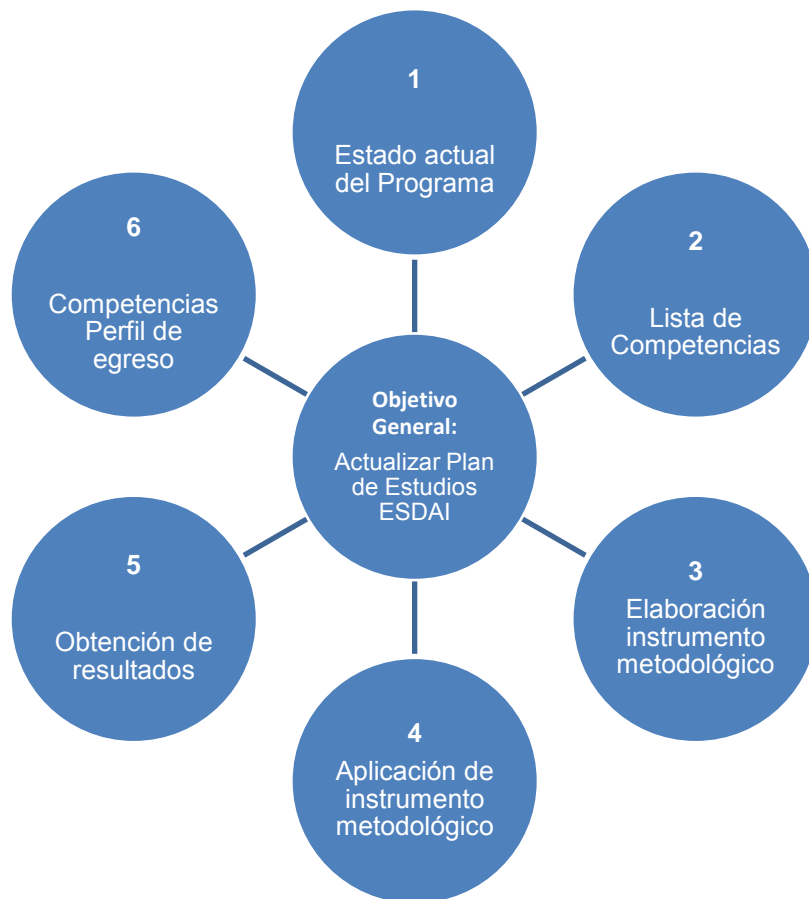 1
Estado actual
del Programa
2
Lista de
Competencias
3
Elaboración
instrumento
metodológico
4
Aplicación de
instrumento
metodológico
5
Obtención de
resultados
6
Competencias
Perfil de
egreso
Objetivo
General:
Actualizar Plan
de Estudios
ESDAI